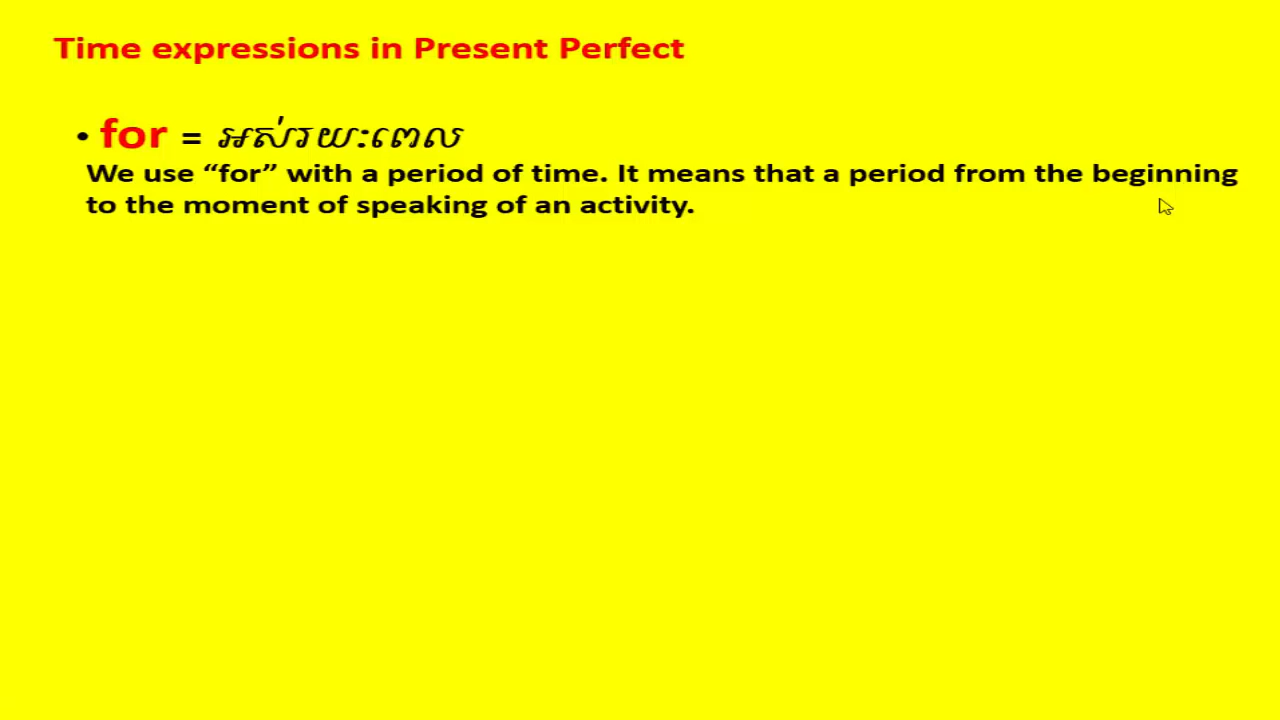 Time expressions in Present Perfect
• for = អស់រយៈពេល
We use “for” with a period of time. It means that a period from the beginning
to the moment of speaking of an activity.